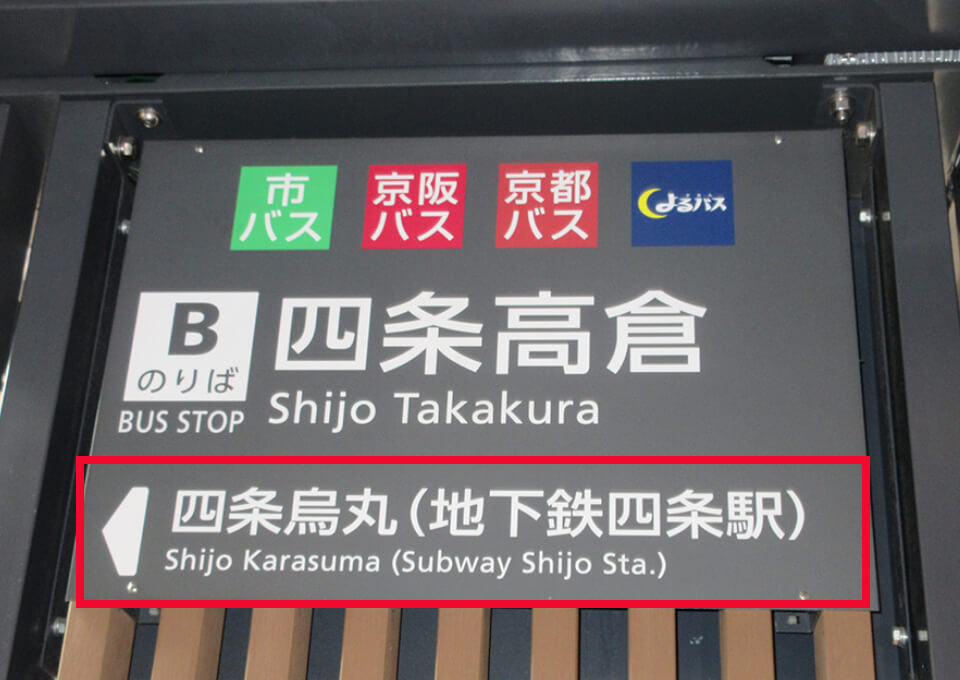 市
バス
京阪
バス
京都
バス
よるバス
B
のりば
BUS STOP
四条高倉
Shijo Takakura
四条烏丸(地下鉄四条駅)
Shijo Karasuma (Subway Shijo Sta.)